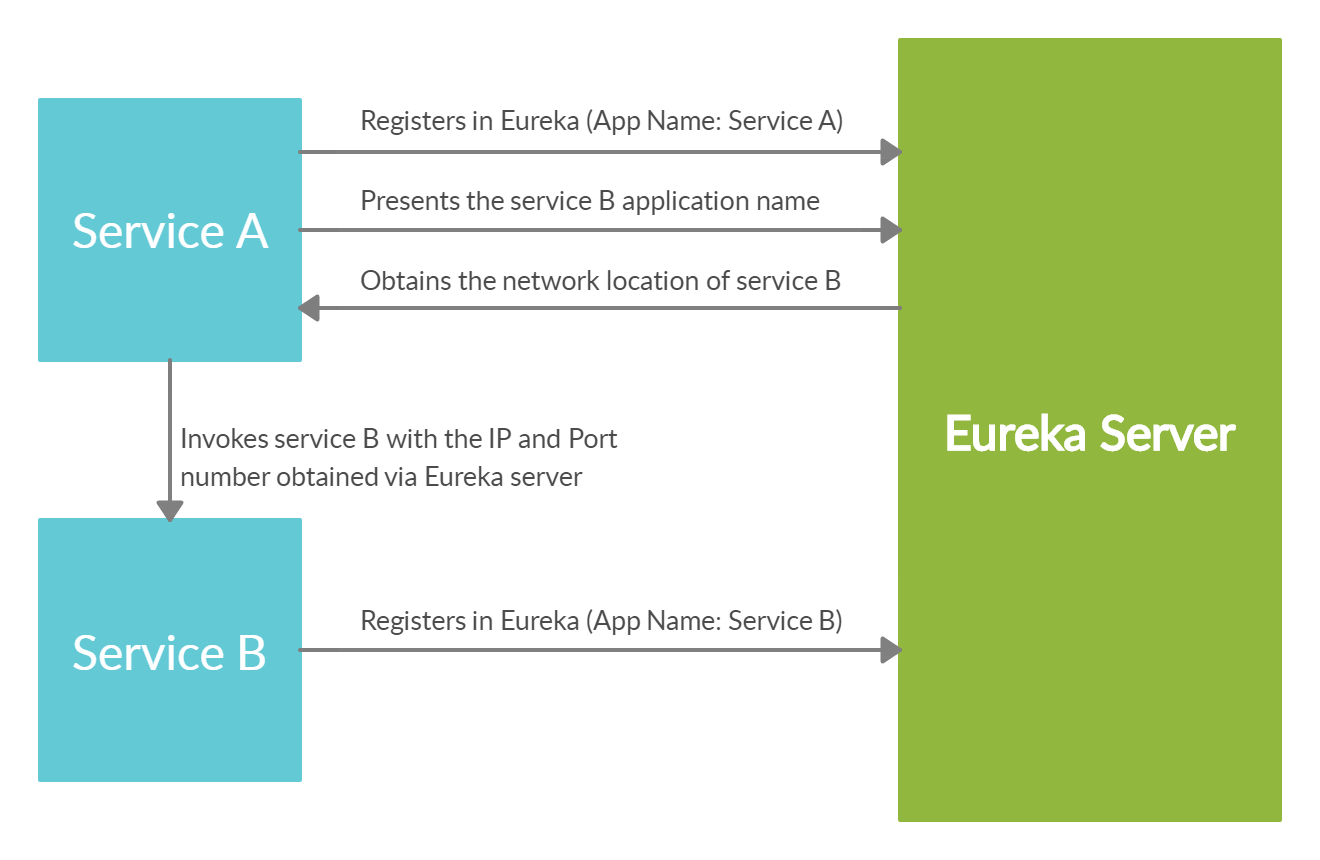 Registers in Eureka (App Name: Service A)
Service A
Presents the service B application name
Obtains the network location of service B
Eureka Server
Invokes service B with the IP and Port
number obtained via Eureka server
Service B
Registers in Eureka (App Name: Service B)